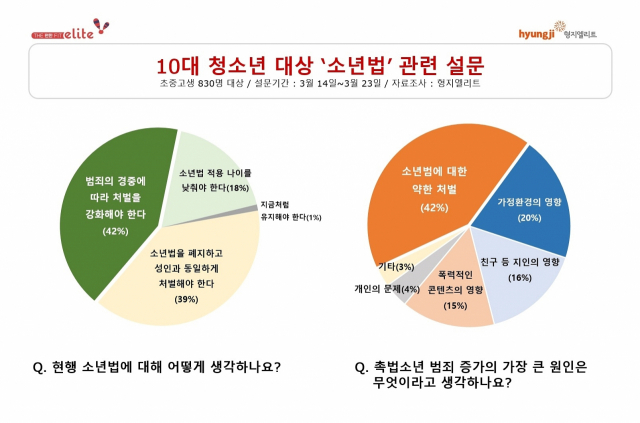 THE 편한 FIT elite
hyungji 형지엘리트
10대 청소년 대상 ‘소년법’ 관련 설문
초중고생 830명 대상 / 설문기간 : 3월 14일~3월 23일 / 자료조사 : 형지엘리트
범죄의 경중에
따라 처벌을
강화해야 한다
(42%)
소년법 적용 나이를
낮춰야 한다(18%)
지금처럼
유지해야 한다(1%)
소년법을 폐지하고
성인과 동일하게
처벌해야 한다
(39%)
소년법에 대한
약한 처벌
(42%)
가정환경의 영향
(20%)
친구 등 지인의 영향
(16%)
폭력적인
콘텐츠의 영향
(15%)
개인의 문제(4%)
기타(3%)
Q. 현행 소년법에 대해 어떻게 생각하나요?
Q. 촉법소년 범죄 증가의 가장 큰 원인은
무엇이라고 생각하나요?